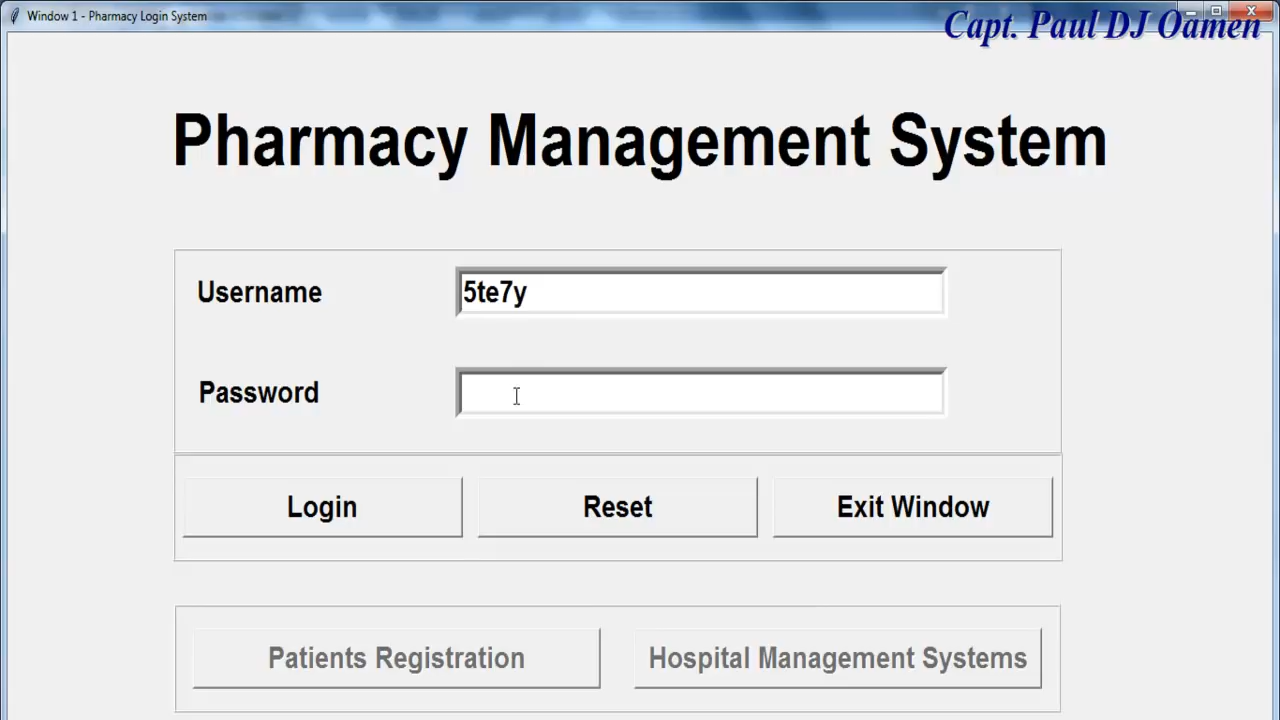 Window 1 - Pharmacy Login System
Capt. Paul DJ Oamen
Pharmacy Management System
Username
5te7y
Password
Login
Reset
Exit Window
Patients Registration
Hospital Management Systems